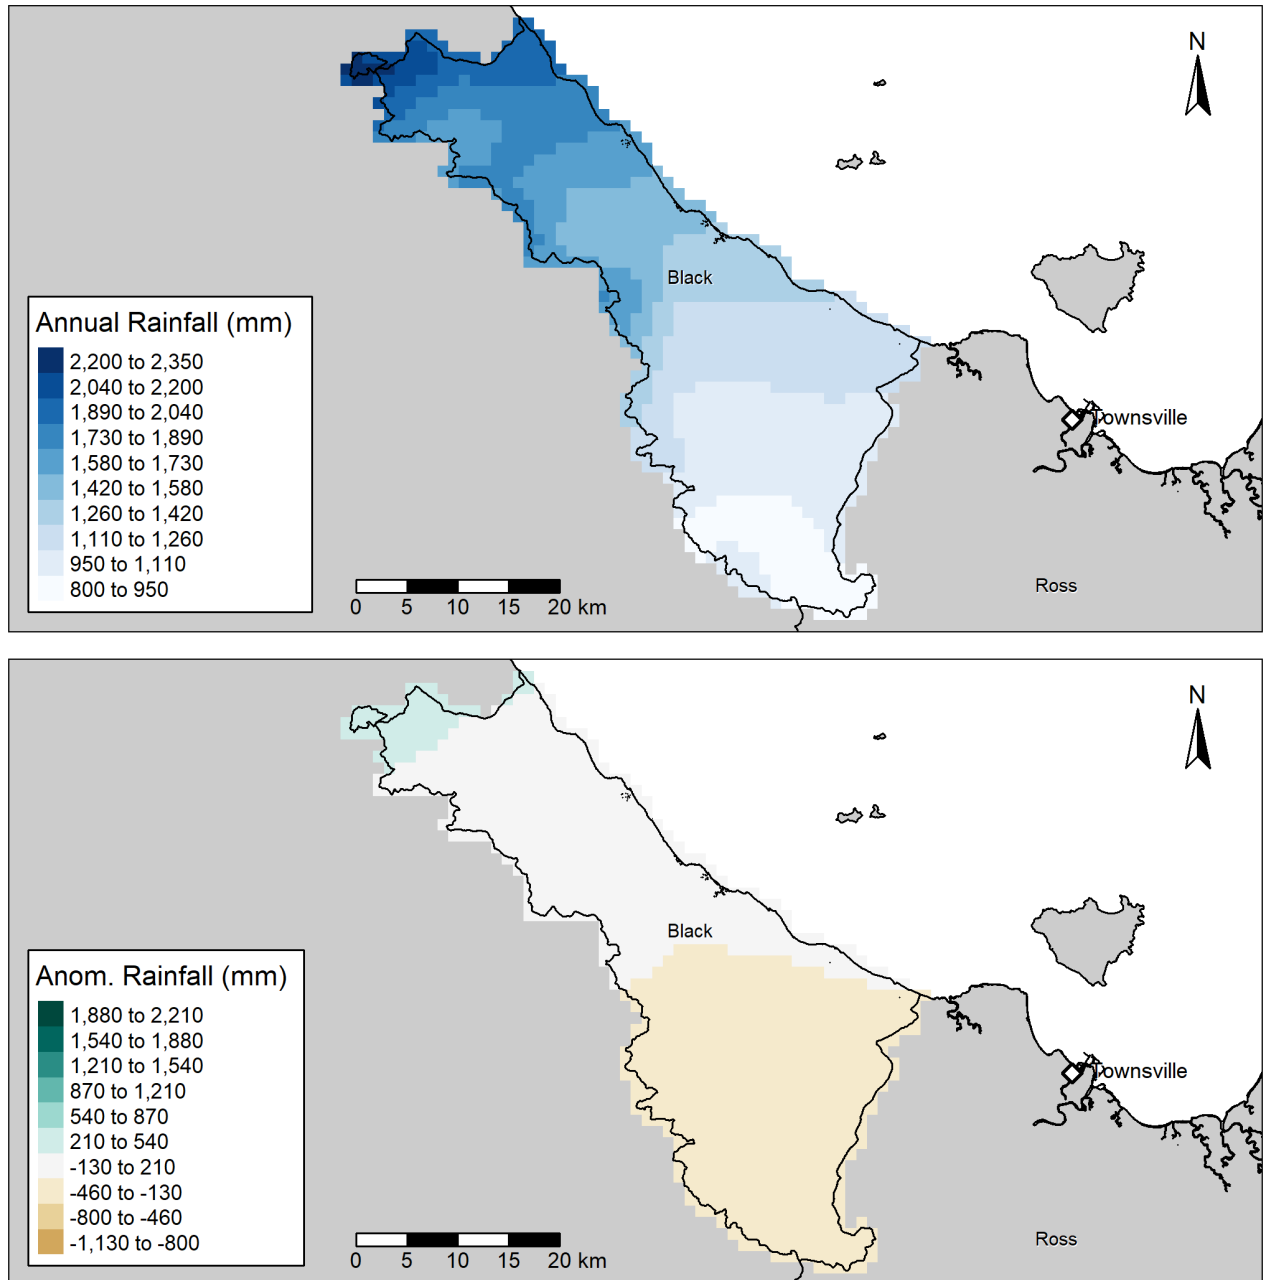 N
Black
Townsville
Ross
Annual Rainfall (mm)
2,200 to 2,350
2,040 to 2,200
1,890 to 2,040
1,730 to 1,890
1,580 to 1,730
1,420 to 1,580
1,260 to 1,420
1,110 to 1,260
950 to 1,110
800 to 950
0 5 10 15 20 km
N
Black
Townsville
Ross
Anom. Rainfall (mm)
1,880 to 2,210
1,540 to 1,880
1,210 to 1,540
870 to 1,210
540 to 870
210 to 540
-130 to 210
-460 to -130
-800 to -460
-1,130 to -800
0 5 10 15 20 km